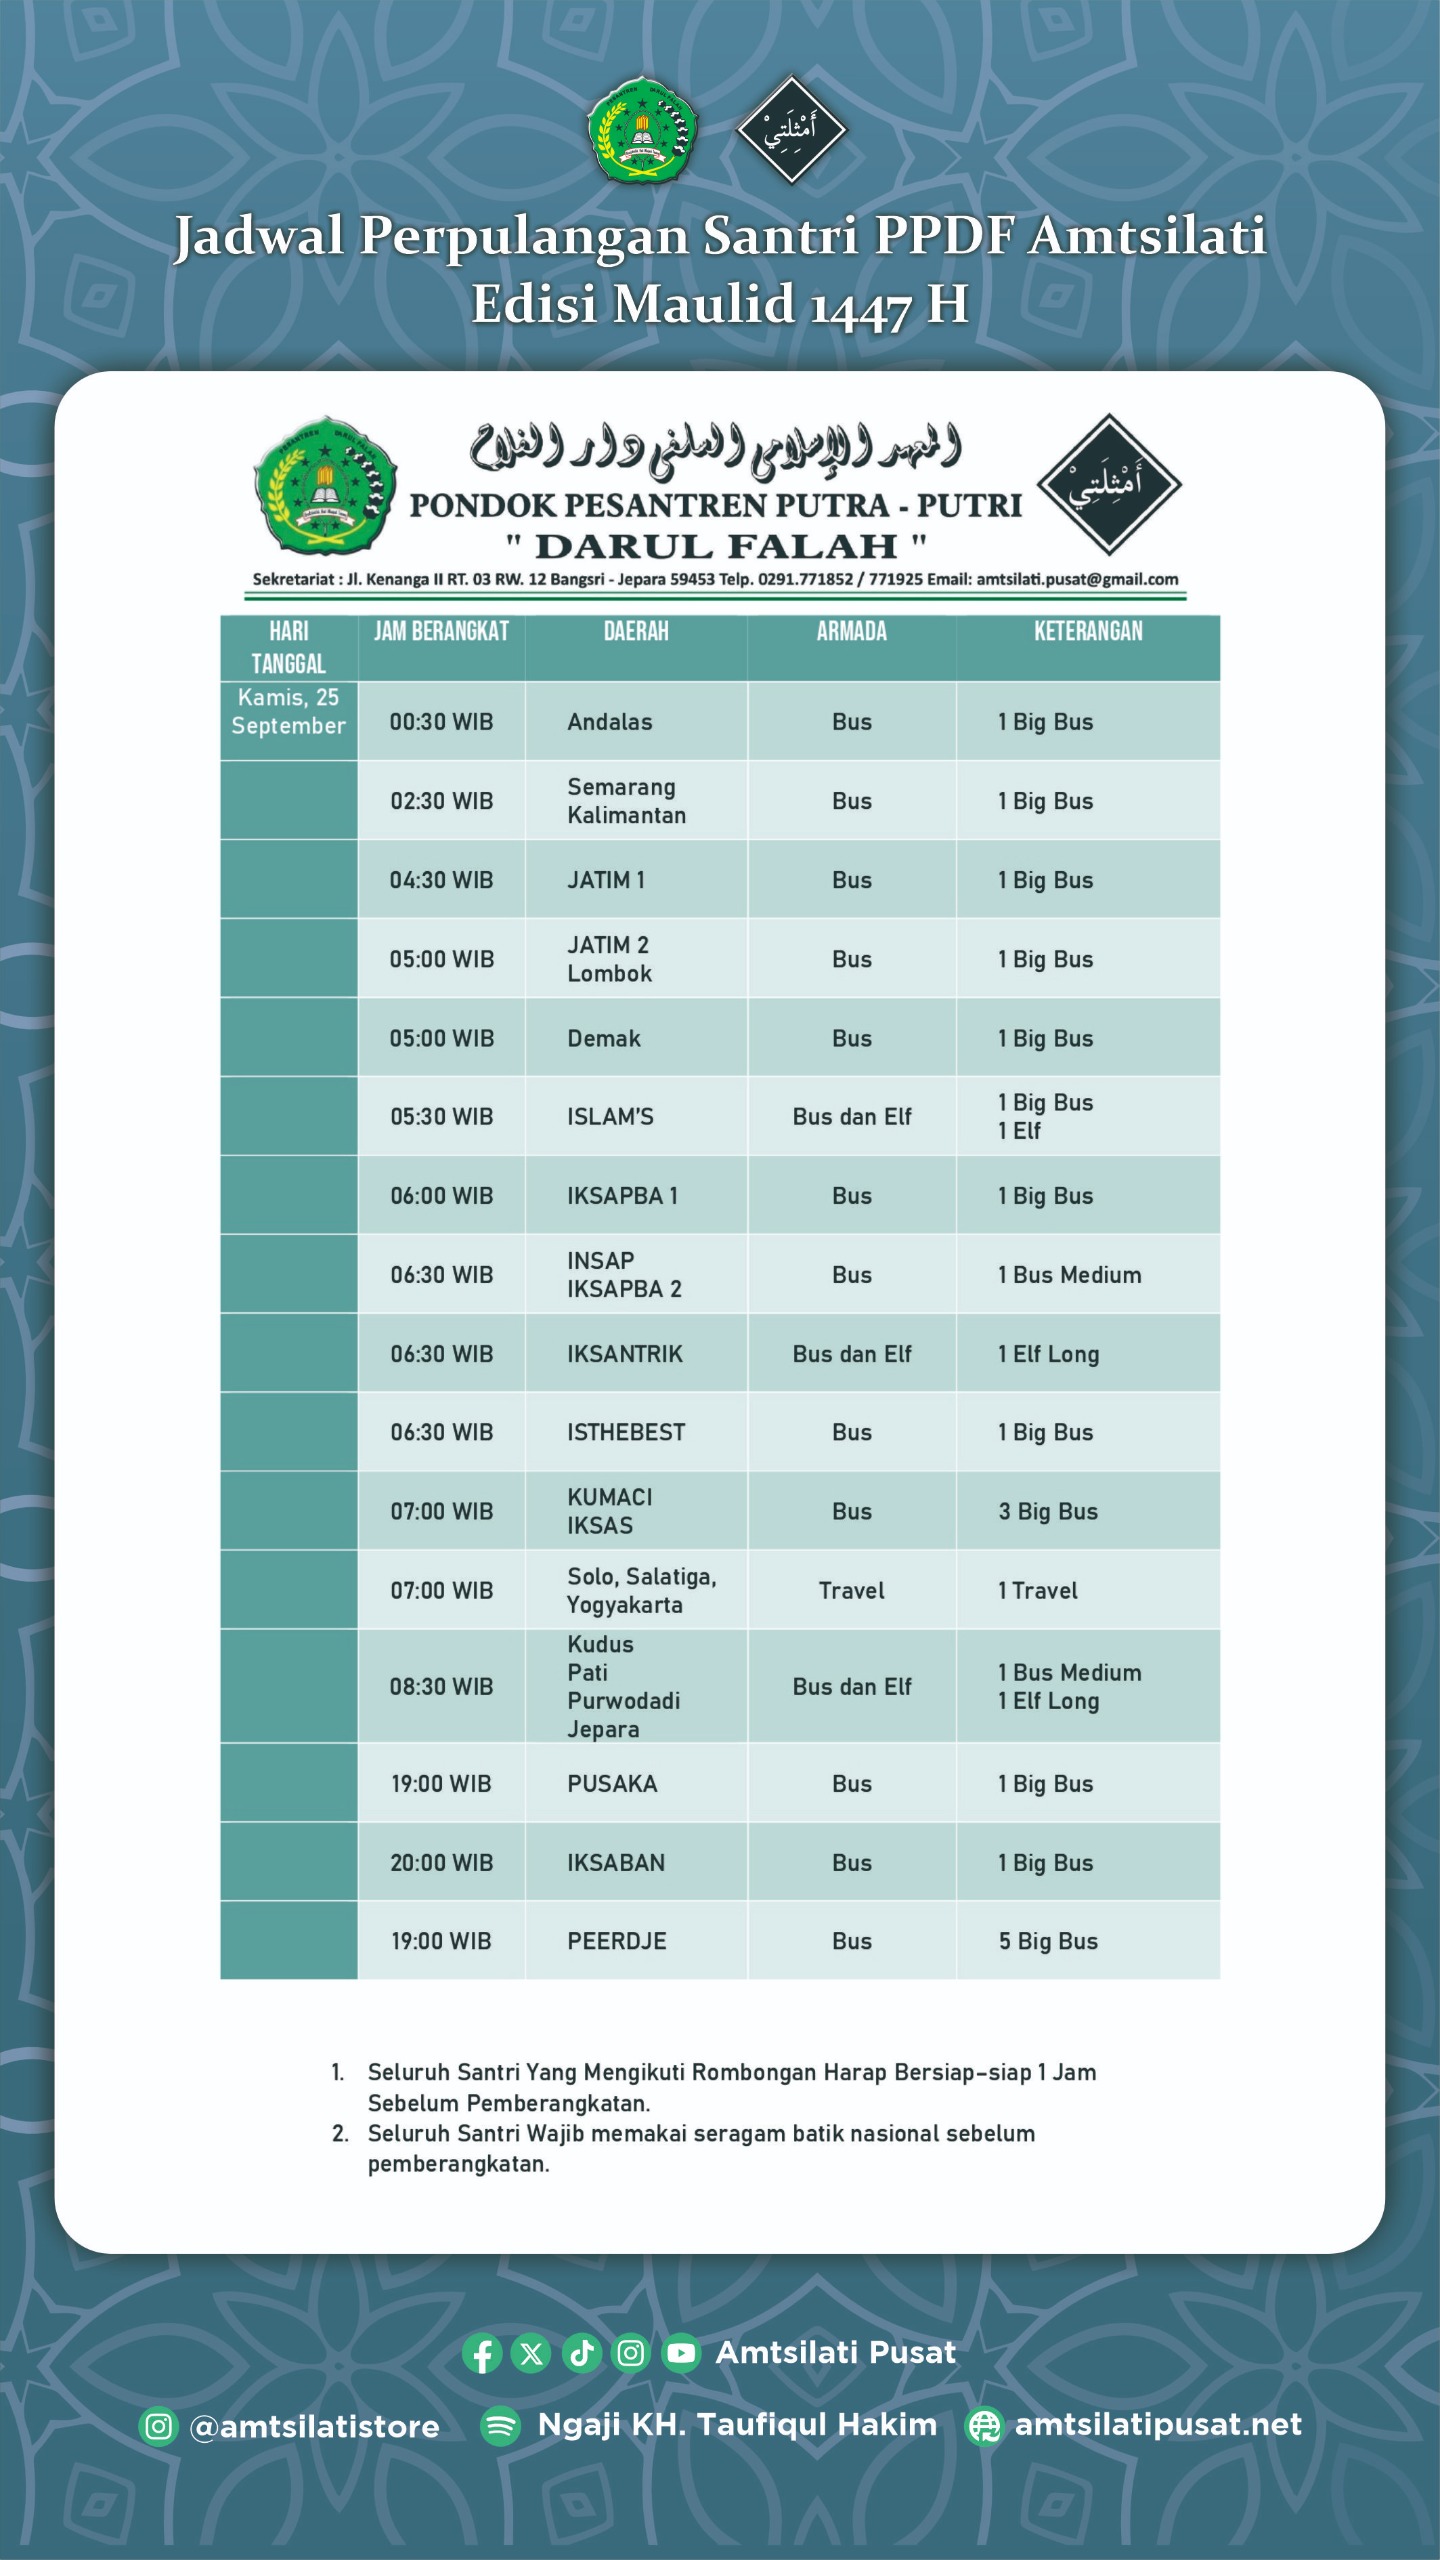 أَمْثِلَتِيْ
Jadwal Perpulangan Santri PPDF Amtsilati
Edisi Maulid 1447 H
المعهد الإسلامي السلفي دار الفلاح
PONDOK PESANTREN PUTRA - PUTRI
" DARUL FALAH "
أَمْثِلَتِيْ
Sekretariat : Jl. Kenanga II RT. 03 RW. 12 Bangsri - Jepara 59453 Telp. 0291.771852 / 771925 Email: amtsilati.pusat@gmail.com
HARI TANGGAL JAM BERANGKAT DAERAH ARMADA KETERANGAN
Kamis, 25 September 00:30 WIB Andalas Bus 1 Big Bus
02:30 WIB Semarang Kalimantan Bus 1 Big Bus
04:30 WIB JATIM 1 Bus 1 Big Bus
05:00 WIB JATIM 2 Lombok Bus 1 Big Bus
05:00 WIB Demak Bus 1 Big Bus
05:30 WIB ISLAM'S Bus dan Elf 1 Big Bus 1 Elf
06:00 WIB IKSAPBA 1 Bus 1 Big Bus
06:30 WIB INSAP IKSAPBA 2 Bus 1 Bus Medium
06:30 WIB IKSANTRIK Bus dan Elf 1 Elf Long
06:30 WIB ISTHEBEST Bus 1 Big Bus
07:00 WIB KUMACI IKSAS Bus 3 Big Bus
07:00 WIB Solo, Salatiga, Yogyakarta Travel 1 Travel
08:30 WIB Kudus Pati Purwodadi Jepara Bus dan Elf 1 Bus Medium 1 Elf Long
19:00 WIB PUSAKA Bus 1 Big Bus
20:00 WIB IKSABAN Bus 1 Big Bus
19:00 WIB PEERDJE Bus 5 Big Bus
1. Seluruh Santri Yang Mengikuti Rombongan Harap Bersiap-siap 1 Jam
Sebelum Pemberangkatan.
2. Seluruh Santri Wajib memakai seragam batik nasional sebelum
pemberangkatan.
Amtsilati Pusat
@amtsilatistore Ngaji KH. Taufiqul Hakim amtsilatipusat.net